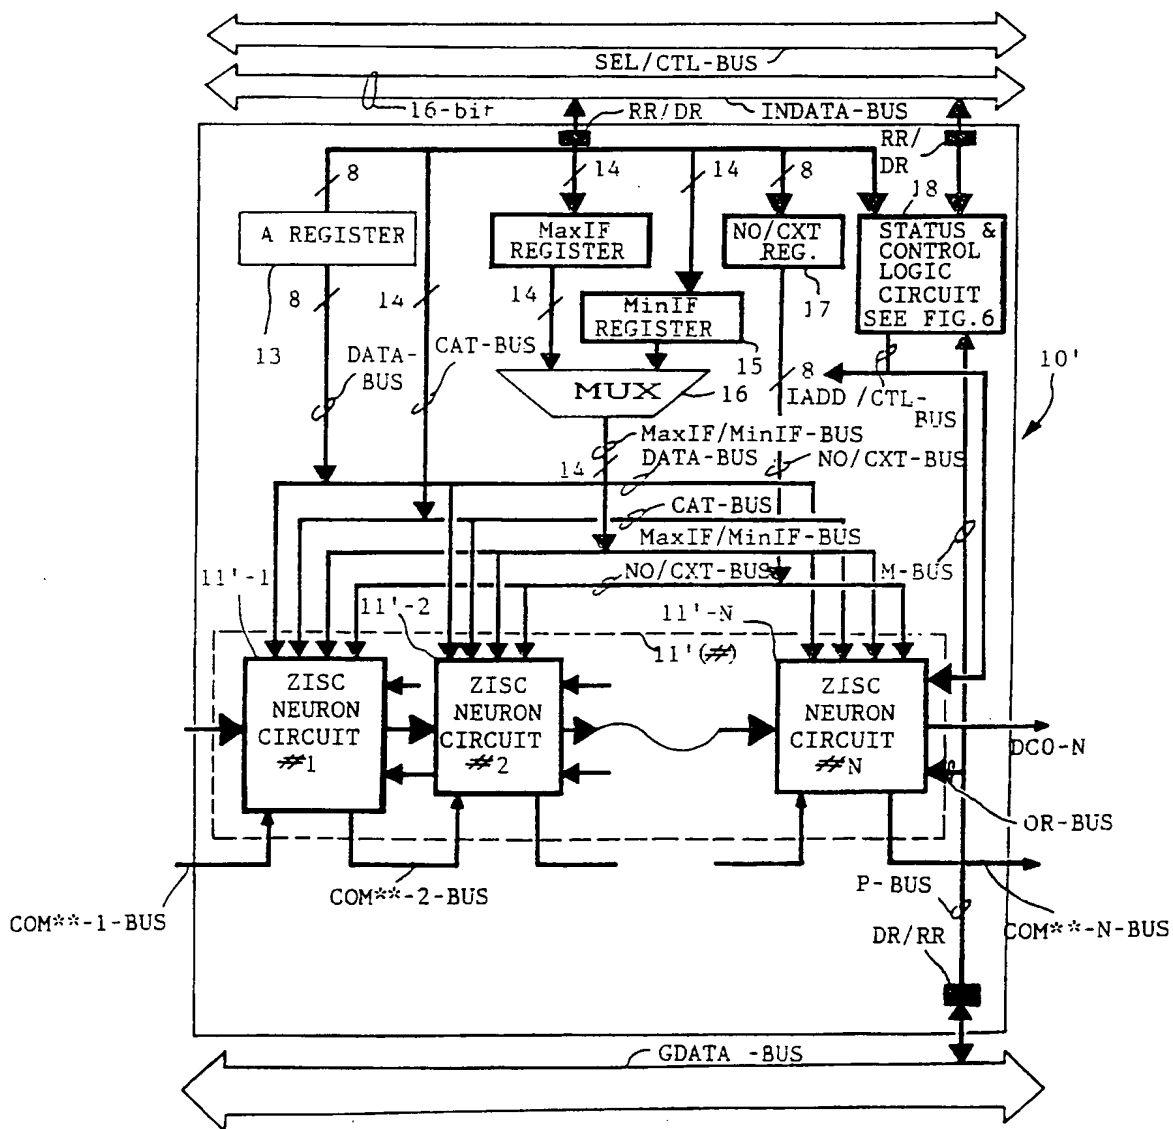 SEL/CTL-BUS
16-bit
INDATA-BUS
RR/DR
RR/
DR
8
14
14
14
8
18
A REGISTER
MaxIF
REGISTER
NO/CXT
REG.
STATUS &
CONTROL
LOGIC
CIRCUIT
SEE FIG.6
13
8
14
14
MinIF
REGISTER
17
15
DATA-
BUS
CAT-BUS
MUX
16
8
IADD /CTL-
BUS
10'
MaxIF/MinIF-BUS
14
DATA-BUS
NO/CXT-BUS
CAT-BUS
MaxIF/MinIF-BUS
NO/CXT-BUS
M-BUS
11'-1
11'-2
11'-N
11'(#)
ZISC
NEURON
CIRCUIT
#1
ZISC
NEURON
CIRCUIT
#2
ZISC
NEURON
CIRCUIT
#N
DCO-N
OR-BUS
COM**-1-BUS
COM**-2-BUS
P-BUS
COM**-N-BUS
DR/RR
GDATA -BUS